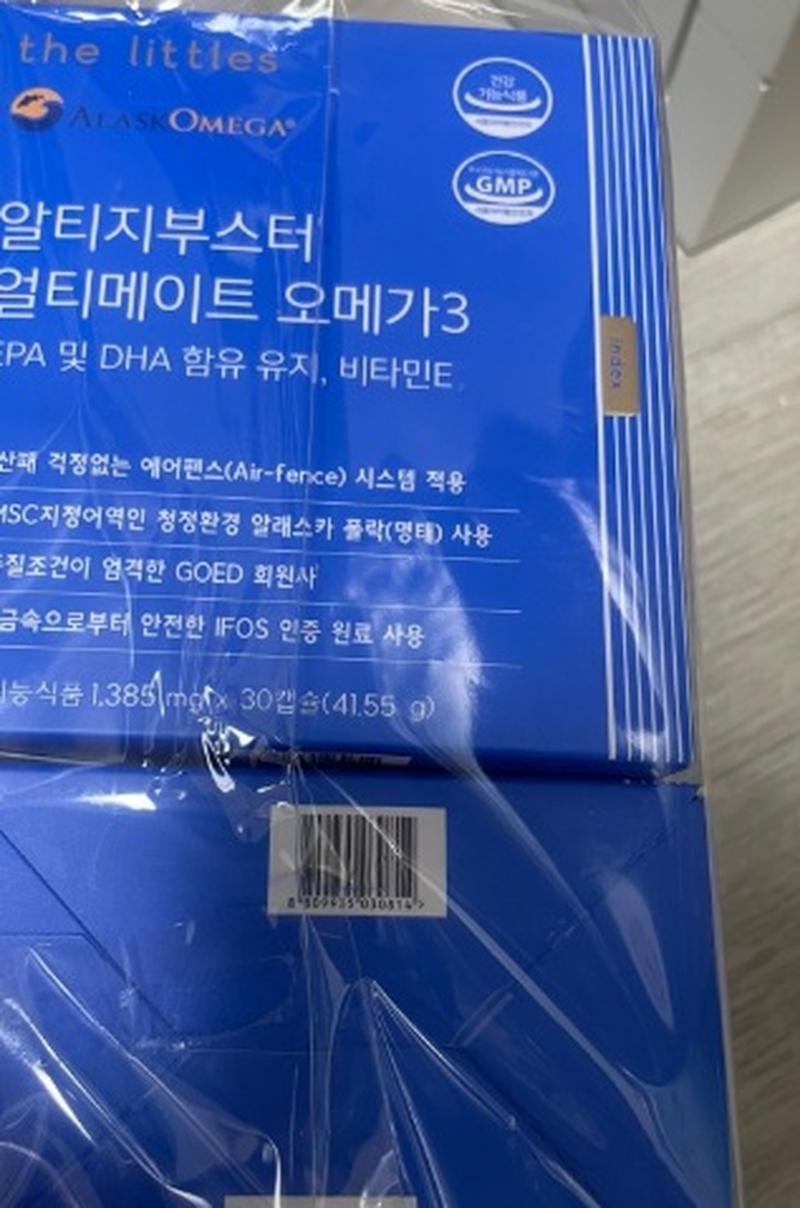 the littles
ALASKOMEGA®
건강
기능식품
GMP
알티지부스터
얼티메이트 오메가3
EPA 및 DHA 함유 유지, 비타민E
index
산패 걱정없는 에어펜스(Air-fence) 시스템 적용
MSC지정어역인 청정환경 알래스카 폴락(명태) 사용
품질조건이 엄격한 GOED 회원사
금속으로부터 안전한 IFOS 인증 원료 사용
기능식품 1,385 mg x 30캡슐(41.55 g)
8 809935 030814 >